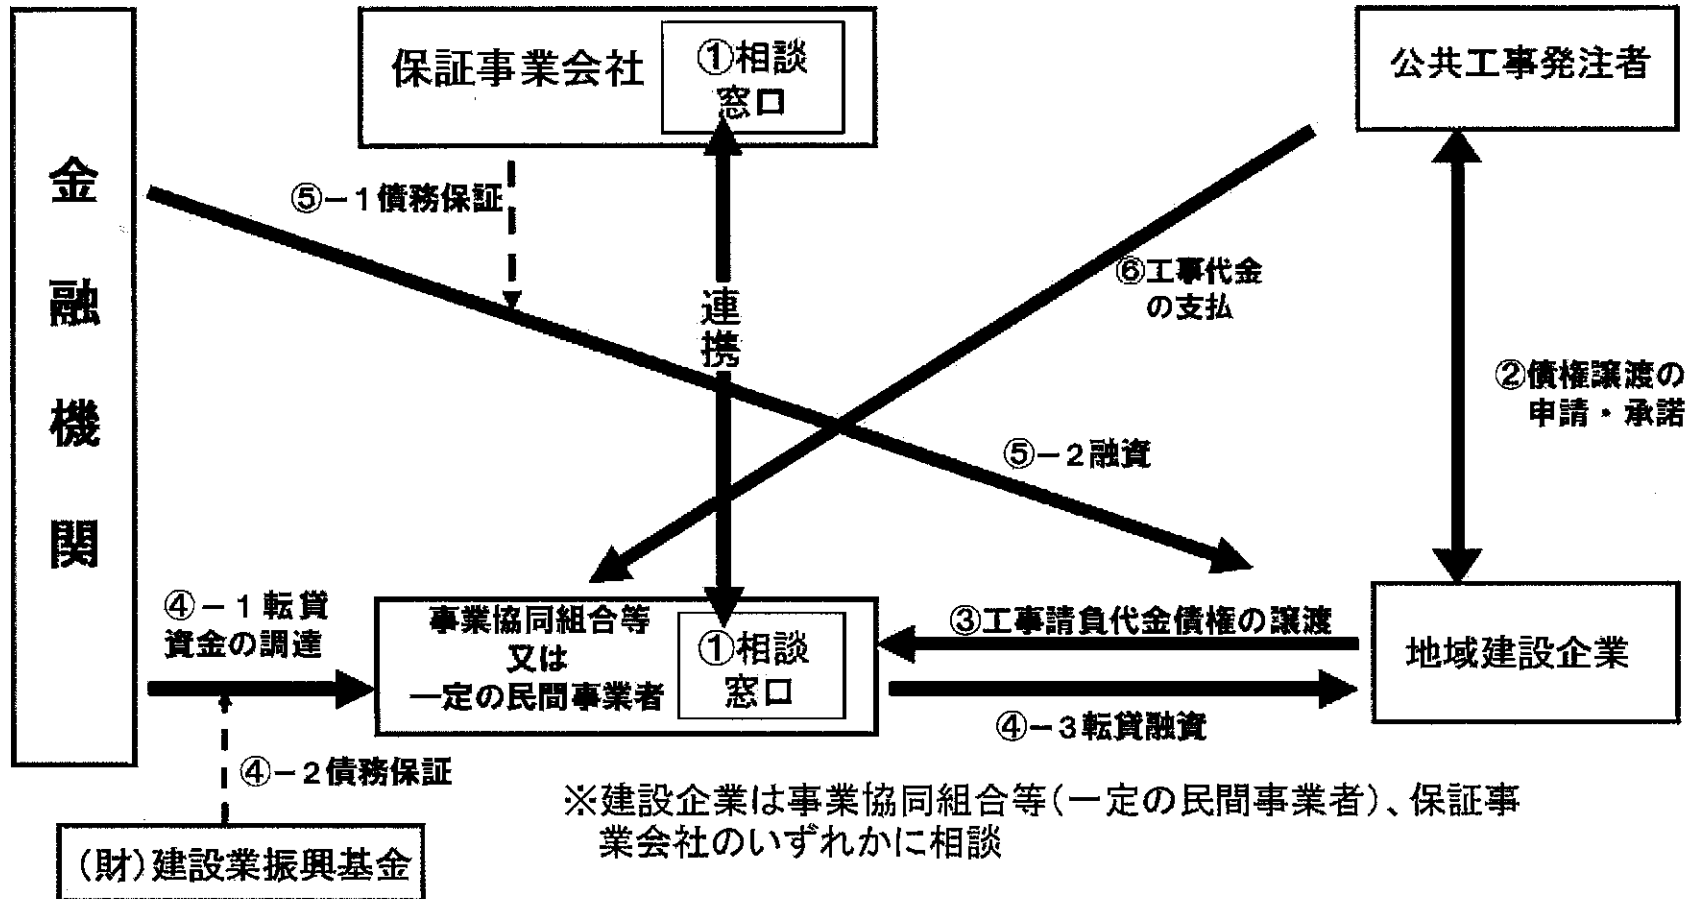 金融機関
保証事業会社
①相談
窓口
公共工事発注者
⑤－1債務保証
⑥工事代金
の支払
連携
②債権譲渡の
申請・承諾
⑤－2融資
④－1転貸
資金の調達
事業協同組合等
又は
一定の民間事業者
①相談
窓口
③工事請負代金債権の譲渡
地域建設企業
④－3転貸融資
④－2債務保証
(財)建設業振興基金
※建設企業は事業協同組合等(一定の民間事業者)、保証事
業会社のいずれかに相談